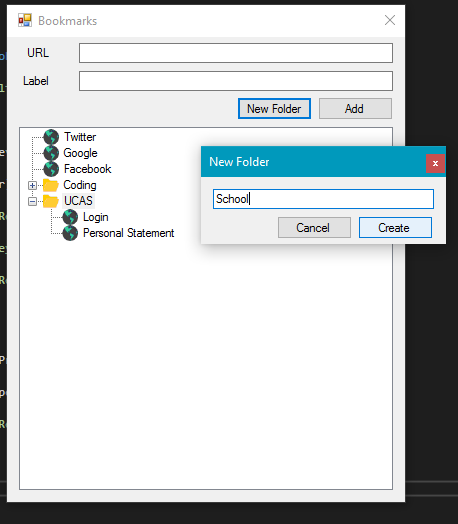 Bookmarks
URL
Label
New Folder
Add
Twitter
Google
Facebook
Coding
UCAS
Login
Personal Statement
New Folder
x
School
Cancel
Create